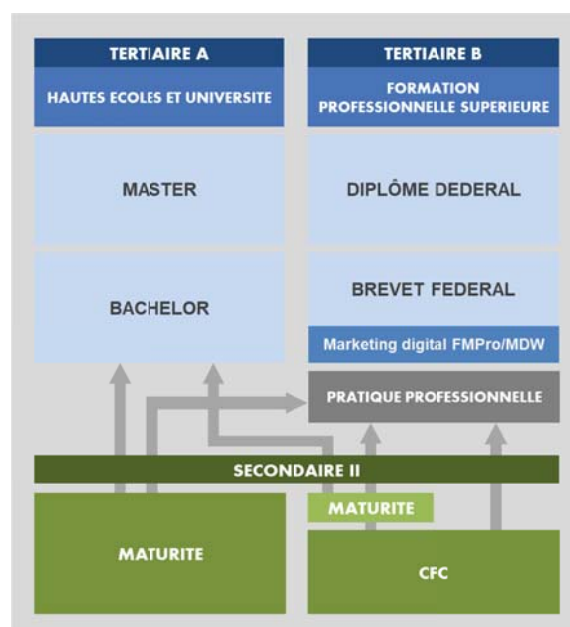 TERTIAIRE A
HAUTES ECOLES ET UNIVERSITE
MASTER
BACHELOR
TERTIAIRE B
FORMATION
PROFESSIONNELLE SUPERIEURE
DIPLÔME DEDERAL
BREVET FEDERAL
Marketing digital FMPro/MDW
PRATIQUE PROFESSIONNELLE
SECONDAIRE II
MATURITE
MATURITE
CFC